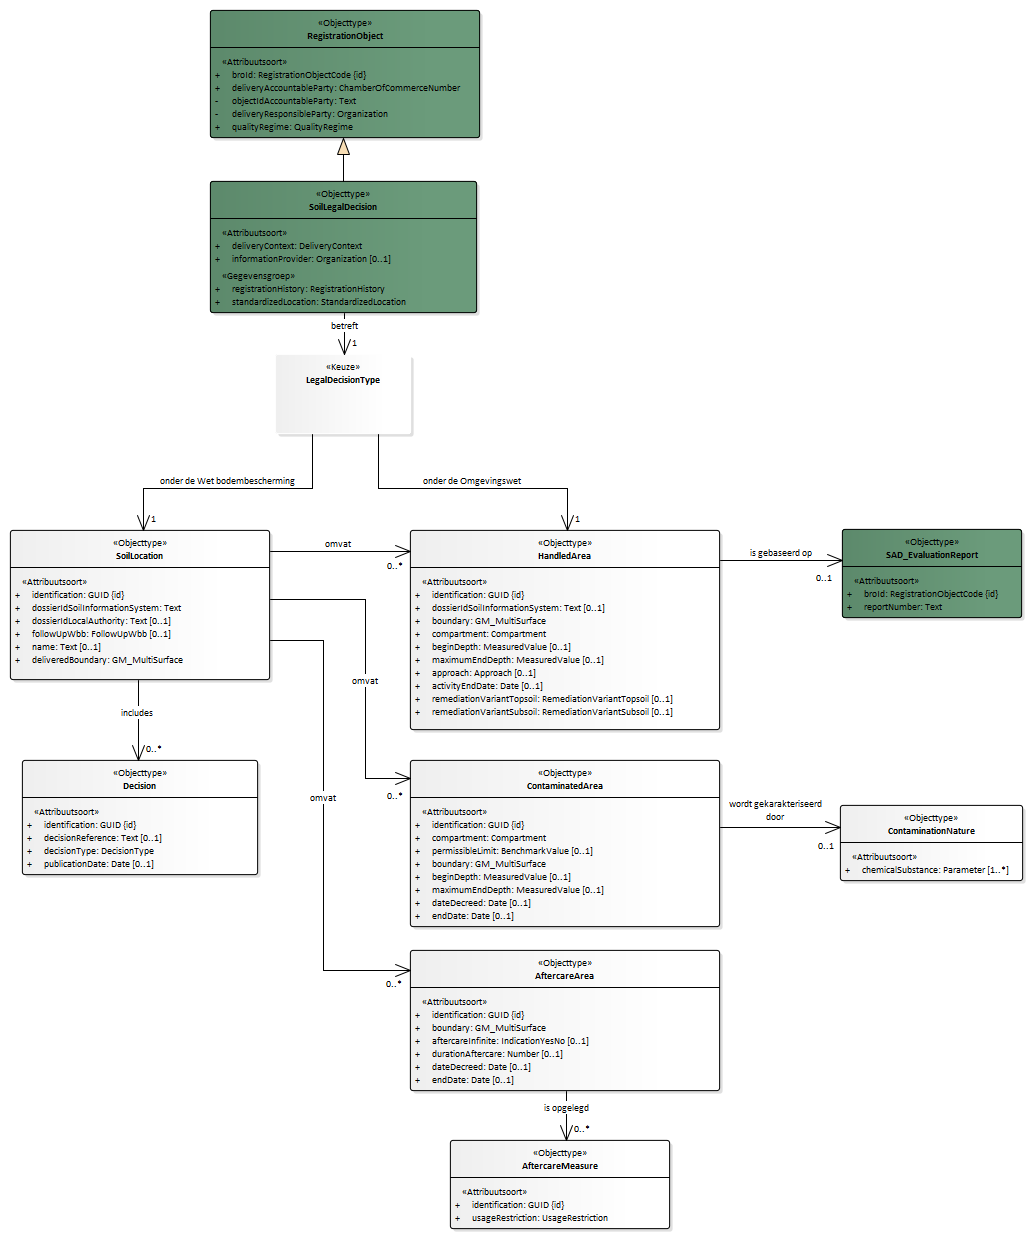 «Objecttype»
RegistrationObject
«Attribuutsoort»
+ broId: RegistrationObjectCode {id}
+ deliveryAccountableParty: ChamberOfCommerceNumber
- objectIdAccountableParty: Text
- deliveryResponsibleParty: Organization
+ qualityRegime: QualityRegime
«Objecttype»
SoilLegalDecision
«Attribuutsoort»
+ deliveryContext: DeliveryContext
+ informationProvider: Organization [0..1]
«Gegevensgroep»
+ registrationHistory: RegistrationHistory
+ standardizedLocation: StandardizedLocation
betreft
1
«Keuze»
LegalDecisionType
onder de Wet bodembescherming
1
onder de Omgevingswet
1
«Objecttype»
SoilLocation
«Attribuutsoort»
+ identification: GUID {id}
+ dossierIdSoilInformationSystem: Text
+ dossierIdLocalAuthority: Text [0..1]
+ followUpWbb: FollowUpWbb [0..1]
+ name: Text [0..1]
+ deliveredBoundary: GM_MultiSurface
omvat
0..*
«Objecttype»
HandledArea
«Attribuutsoort»
+ identification: GUID {id}
+ dossierIdSoilInformationSystem: Text [0..1]
+ boundary: GM_MultiSurface
+ compartment: Compartment
+ beginDepth: MeasuredValue [0..1]
+ maximumEndDepth: MeasuredValue [0..1]
+ approach: Approach [0..1]
+ activityEndDate: Date [0..1]
+ remediationVariantTopsoil: RemediationVariantTopsoil [0..1]
+ remediationVariantSubsoil: RemediationVariantSubsoil [0..1]
is gebaseerd op
0..1
«Objecttype»
SAD_EvaluationReport
«Attribuutsoort»
+ broId: RegistrationObjectCode {id}
+ reportNumber: Text
omvat
0..*
includes
0..*
«Objecttype»
Decision
«Attribuutsoort»
+ identification: GUID {id}
+ decisionReference: Text [0..1]
+ decisionType: DecisionType
+ publicationDate: Date [0..1]
omvat
0..*
«Objecttype»
ContaminatedArea
«Attribuutsoort»
+ identification: GUID {id}
+ compartment: Compartment
+ permissibleLimit: BenchmarkValue [0..1]
+ boundary: GM_MultiSurface
+ beginDepth: MeasuredValue [0..1]
+ maximumEndDepth: MeasuredValue [0..1]
+ dateDecreed: Date [0..1]
+ endDate: Date [0..1]
wordt gekarakteriseerd
door
0..1
«Objecttype»
ContaminationNature
«Attribuutsoort»
+ chemicalSubstance: Parameter [1..*]
«Objecttype»
AftercareArea
«Attribuutsoort»
+ identification: GUID {id}
+ boundary: GM_MultiSurface
+ aftercareInfinite: IndicationYesNo [0..1]
+ durationAftercare: Number [0..1]
+ dateDecreed: Date [0..1]
+ endDate: Date [0..1]
is opgelegd
0..*
«Objecttype»
AftercareMeasure
«Attribuutsoort»
+ identification: GUID {id}
+ usageRestriction: UsageRestriction